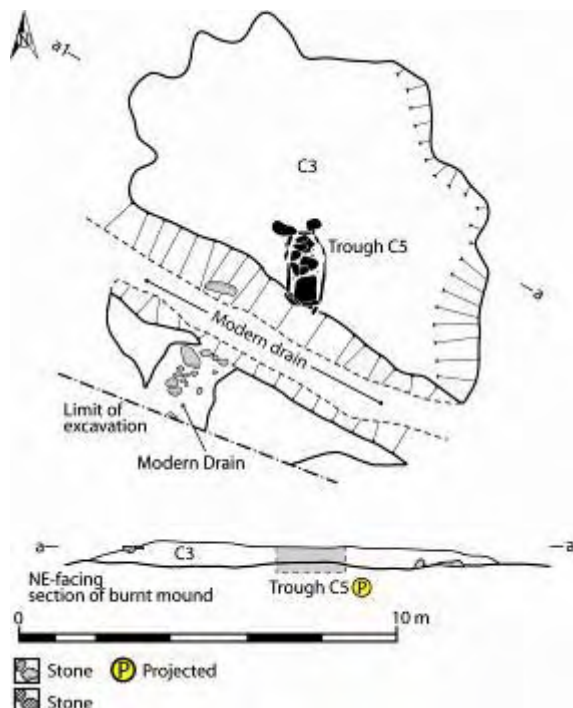 N
a1
C3
Trough C5
a
Modern drain
Limit of
excavation
Modern Drain
a
C3
a
NE-facing
section of burnt mound
Trough C5 P
0
10 m
Stone
P Projected
Stone